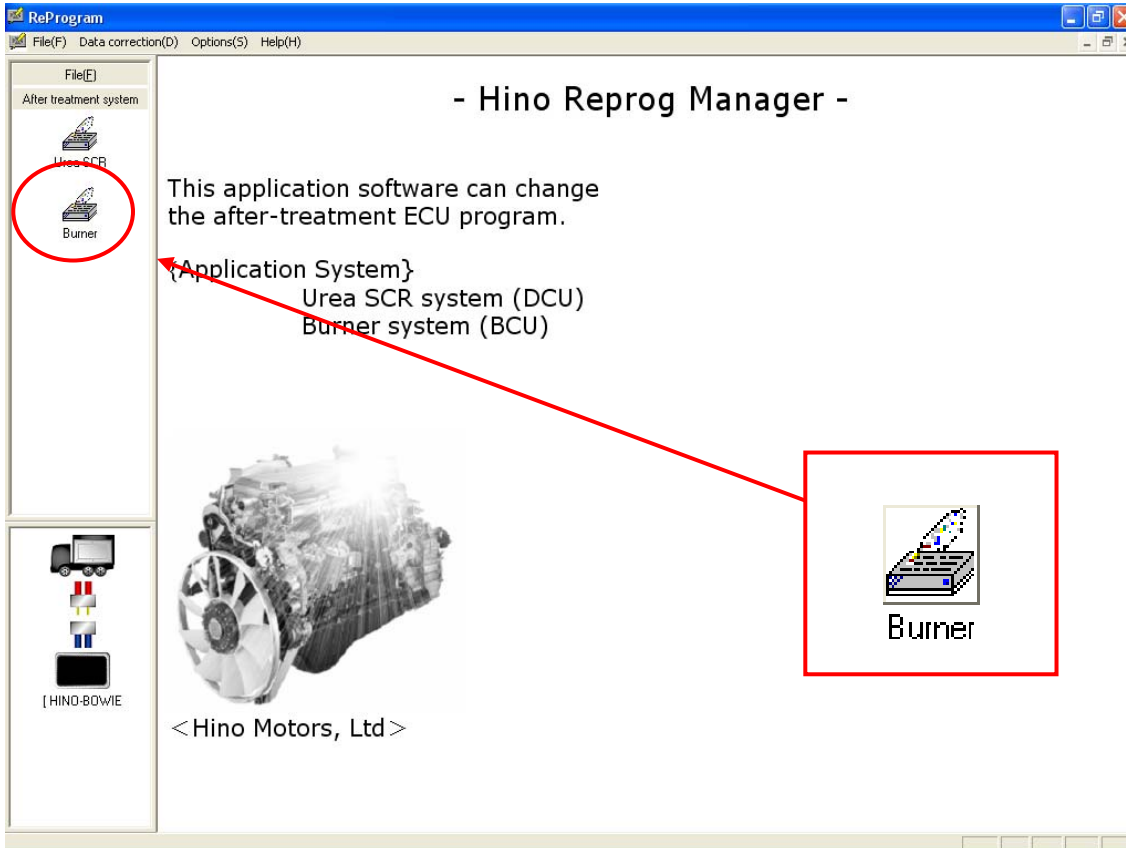 ReProgram
File(F) Data correction(D) Options(S) Help(H)
File(F)
After treatment system
Urea SCR
Burner
- Hino Reprog Manager -
This application software can change
the after-treatment ECU program.
{Application System}
Urea SCR system (DCU)
Burner system (BCU)
Burner
[ HINO-BOWIE
<Hino Motors, Ltd>